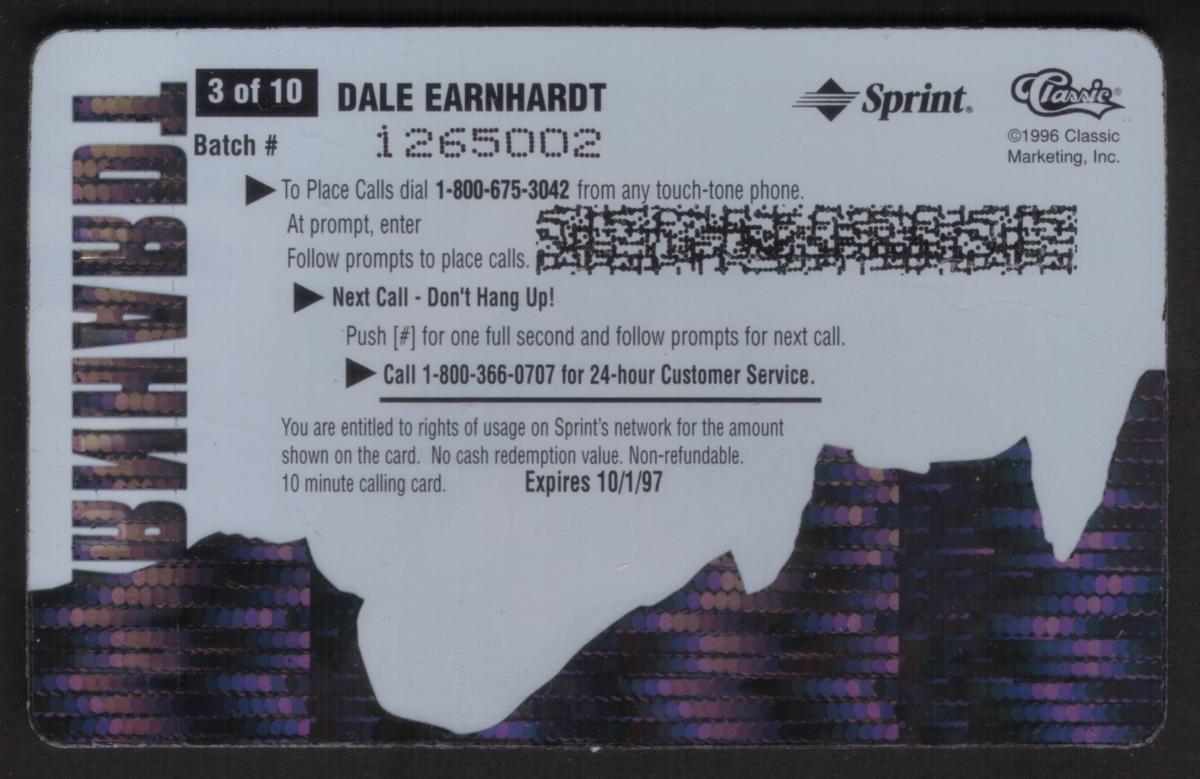 3 of 10 DALE EARNHARDT
Sprint®
Classic®
©1996 Classic
Marketing, Inc.
Batch # 1265002
To Place Calls dial 1-800-675-3042 from any touch-tone phone.
At prompt, enter
Follow prompts to place calls.
Next Call - Don't Hang Up!
Push [#] for one full second and follow prompts for next call.
Call 1-800-366-0707 for 24-hour Customer Service.
You are entitled to rights of usage on Sprint's network for the amount
shown on the card. No cash redemption value. Non-refundable.
10 minute calling card. Expires 10/1/97